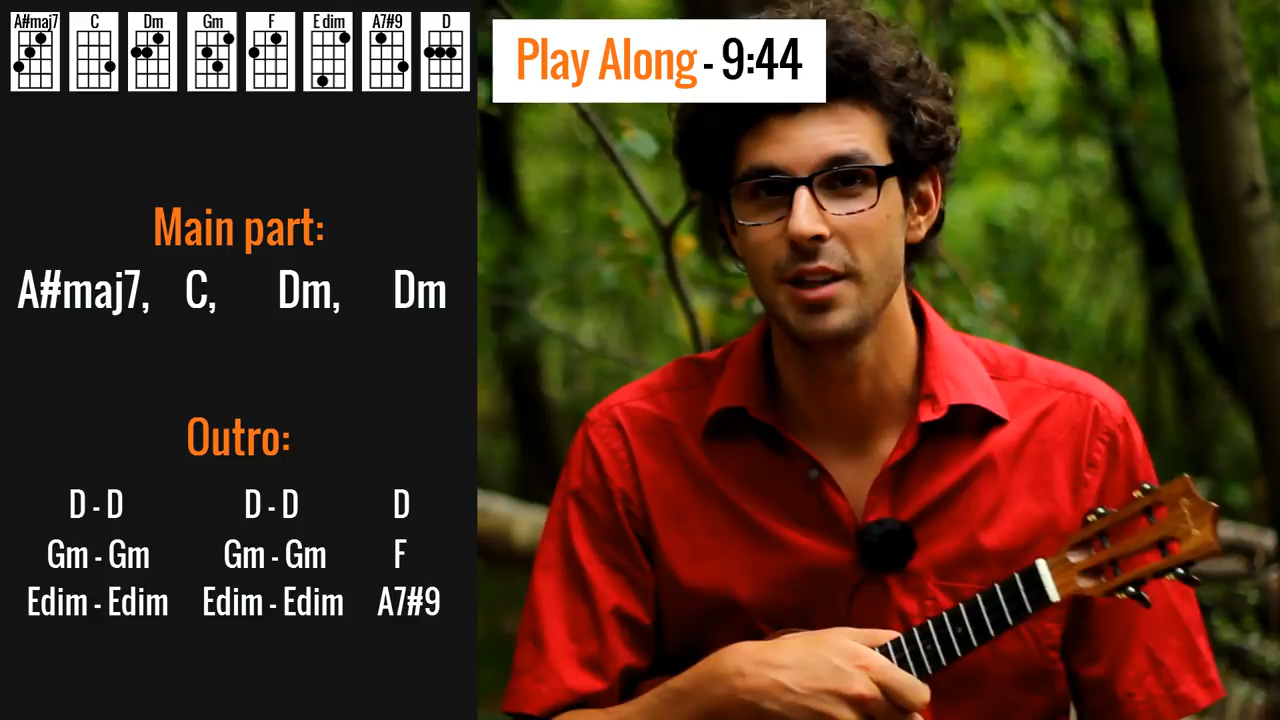 A#maj7 C Dm Gm F E dim A7#9 D
Play Along - 9:44
Main part:
A#maj7, C, Dm, Dm
Outro:
D - D D - D D
Gm - Gm Gm - Gm F
Edim - Edim Edim - Edim A7#9